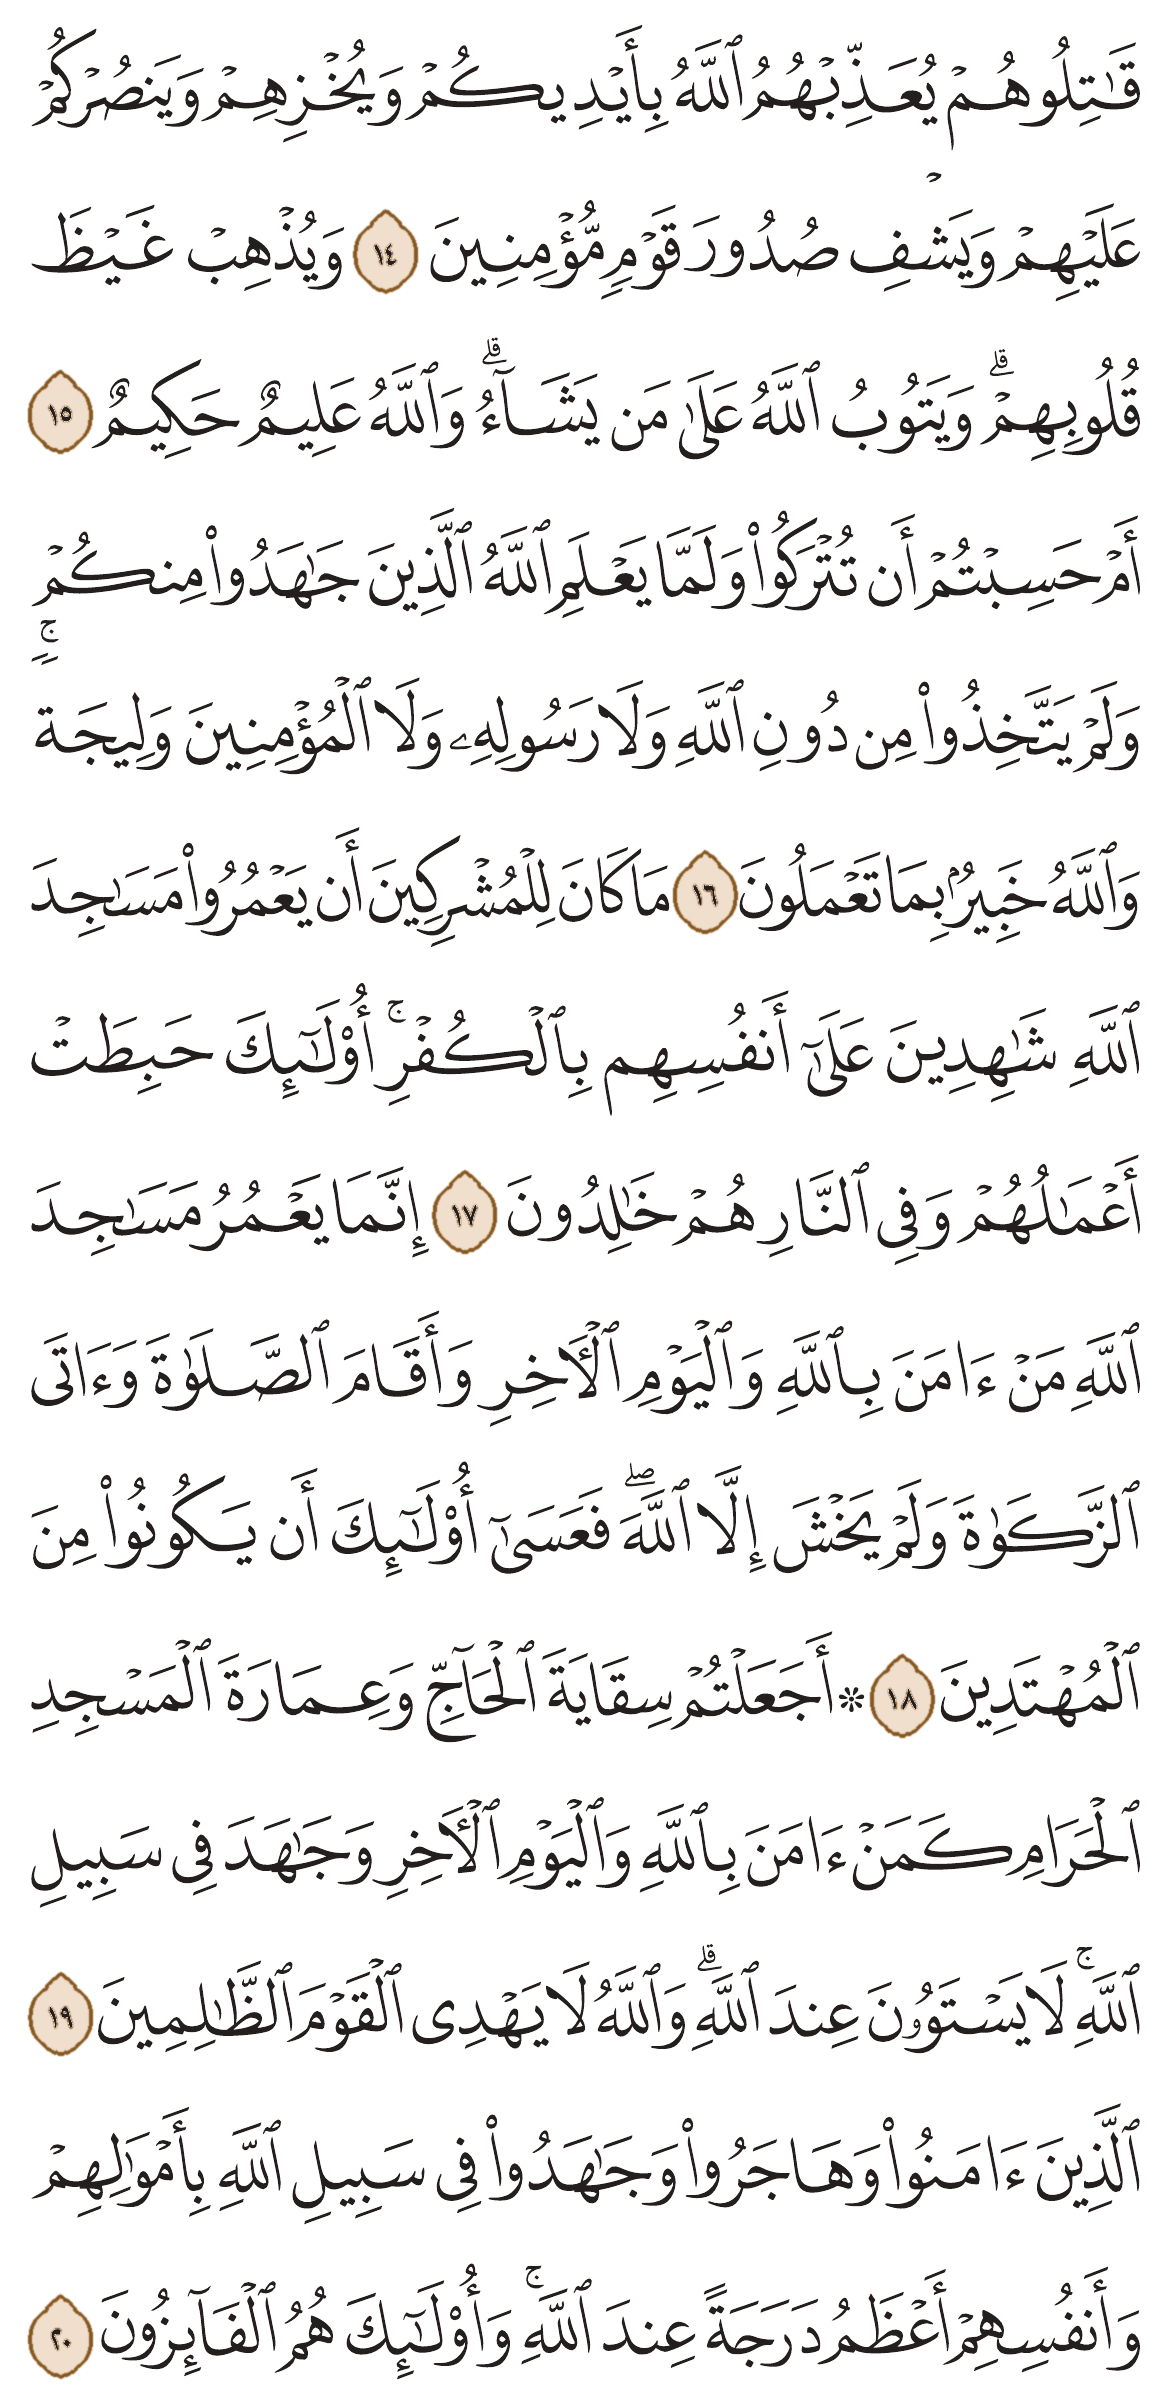 قَٰتِلُوهُمۡ يُعَذِّبۡهُمُ ٱللَّهُ بِأَيۡدِيكُمۡ وَيُخۡزِهِمۡ وَيَنصُرۡكُمۡ
عَلَيۡهِمۡ وَيَشۡفِ صُدُورَ قَوۡمٖ مُّؤۡمِنِينَ ١٤ وَيُذۡهِبۡ غَيۡظَ
قُلُوبِهِمۡۗ وَيَتُوبُ ٱللَّهُ عَلَىٰ مَن يَشَآءُۗ وَٱللَّهُ عَلِيمٌ حَكِيمٌ ١٥
أَمۡ حَسِبۡتُمۡ أَن تُتۡرَكُواْ وَلَمَّا يَعۡلَمِ ٱللَّهُ ٱلَّذِينَ جَٰهَدُواْ مِنكُمۡ
وَلَمۡ يَتَّخِذُواْ مِن دُونِ ٱللَّهِ وَلَا رَسُولِهِۦ وَلَا ٱلۡمُؤۡمِنِينَ وَلِيجَةٗۚ
وَٱللَّهُ خَبِيرُۢ بِمَا تَعۡمَلُونَ ١٦ مَا كَانَ لِلۡمُشۡرِكِينَ أَن يَعۡمُرُواْ مَسَٰجِدَ
ٱللَّهِ شَٰهِدِينَ عَلَىٰٓ أَنفُسِهِم بِٱلۡكُفۡرِۚ أُوْلَٰٓئِكَ حَبِطَتۡ
أَعۡمَٰلُهُمۡ وَفِي ٱلنَّارِ هُمۡ خَٰلِدُونَ ١٧ إِنَّمَا يَعۡمُرُ مَسَٰجِدَ
ٱللَّهِ مَنۡ ءَامَنَ بِٱللَّهِ وَٱلۡيَوۡمِ ٱلۡأٓخِرِ وَأَقَامَ ٱلصَّلَوٰةَ وَءَاتَى
ٱلزَّكَوٰةَ وَلَمۡ يَخۡشَ إِلَّا ٱللَّهَۖ فَعَسَىٰٓ أُوْلَٰٓئِكَ أَن يَكُونُواْ مِنَ
ٱلۡمُهۡتَدِينَ ١٨ ۞ أَجَعَلۡتُمۡ سِقَايَةَ ٱلۡحَآجِّ وَعِمَارَةَ ٱلۡمَسۡجِدِ
ٱلۡحَرَامِ كَمَنۡ ءَامَنَ بِٱللَّهِ وَٱلۡيَوۡمِ ٱلۡأٓخِرِ وَجَٰهَدَ فِي سَبِيلِ
ٱللَّهِۚ لَا يَسۡتَوُۥنَ عِندَ ٱللَّهِۗ وَٱللَّهُ لَا يَهۡدِي ٱلۡقَوۡمَ ٱلظَّٰلِمِينَ ١٩
ٱلَّذِينَ ءَامَنُواْ وَهَاجَرُواْ وَجَٰهَدُواْ فِي سَبِيلِ ٱللَّهِ بِأَمۡوَٰلِهِمۡ
وَأَنفُسِهِمۡ أَعۡظَمُ دَرَجَةً عِندَ ٱللَّهِۚ وَأُوْلَٰٓئِكَ هُمُ ٱلۡفَآئِزُونَ ٢٠